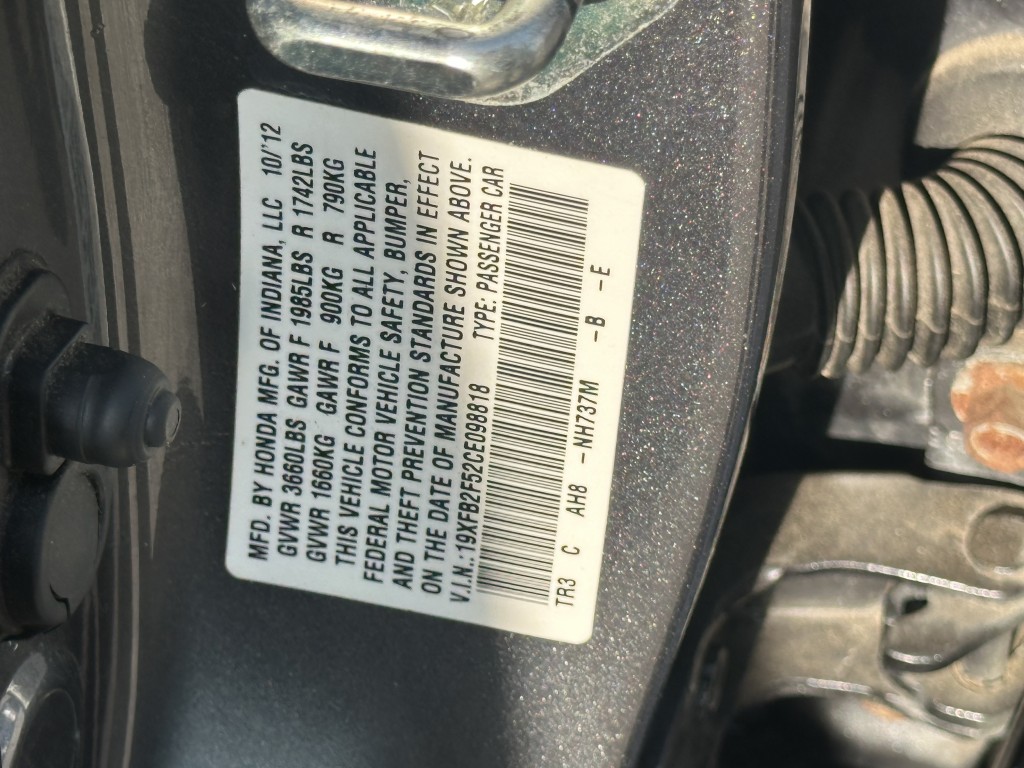 MFD. BY HONDA MFG. OF INDIANA, LLC 10/'12
GVWR 3660LBS GAWR F 1985LBS R 1742LBS
GVWR 1660KG GAWR F 900KG R 790KG
THIS VEHICLE CONFORMS TO ALL APPLICABLE
FEDERAL MOTOR VEHICLE SAFETY, BUMPER,
AND THEFT PREVENTION STANDARDS IN EFFECT
ON THE DATE OF MANUFACTURE SHOWN ABOVE.
V.I.N.:19XFB2F52CE098818 TYPE: PASSENGER CAR
TR3 C AH8 -NH737M -B -E